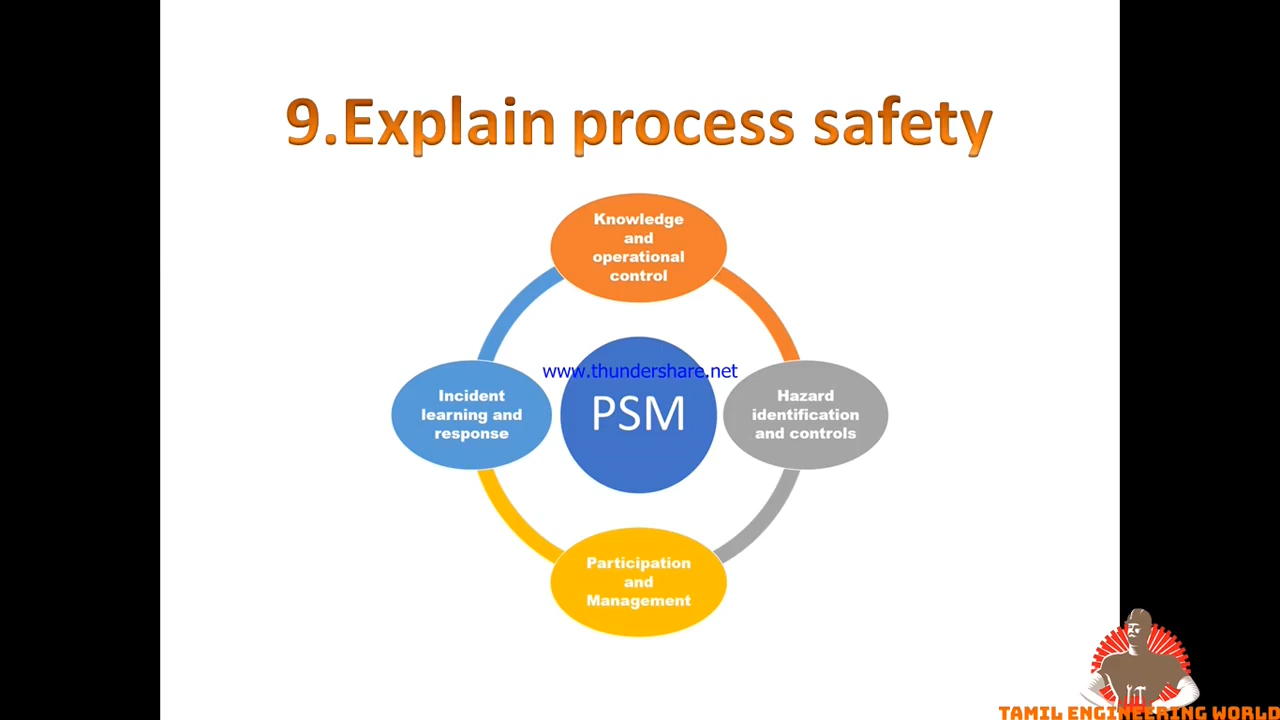 9.Explain process safety
Knowledge
and
operational
control
Incident
learning and
response
www.thundershare.net
PSM
Hazard
identification
and controls
Participation
and
Management
TAMIL ENGINEERING WORLD